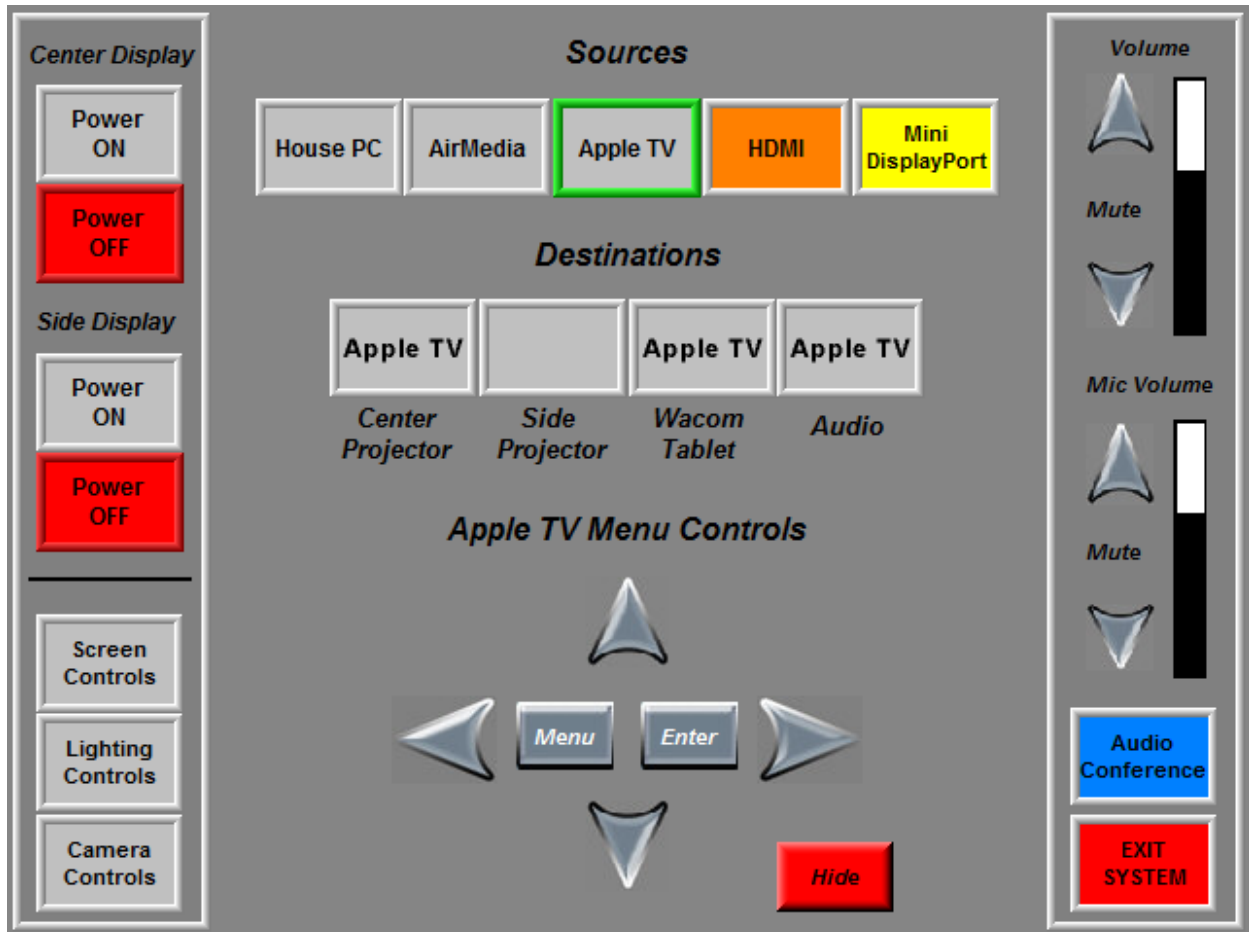 Center Display
Power
ON
Power
OFF
Side Display
Power
ON
Power
OFF
Screen
Controls
Lighting
Controls
Camera
Controls
Sources
House PC
AirMedia
Apple TV
HDMI
Mini
DisplayPort
Destinations
Apple TV
Apple TV
Apple TV
Center
Projector
Side
Projector
Wacom
Tablet
Audio
Apple TV Menu Controls
Menu
Enter
Hide
Volume
Mute
Mic Volume
Mute
Audio
Conference
EXIT
SYSTEM